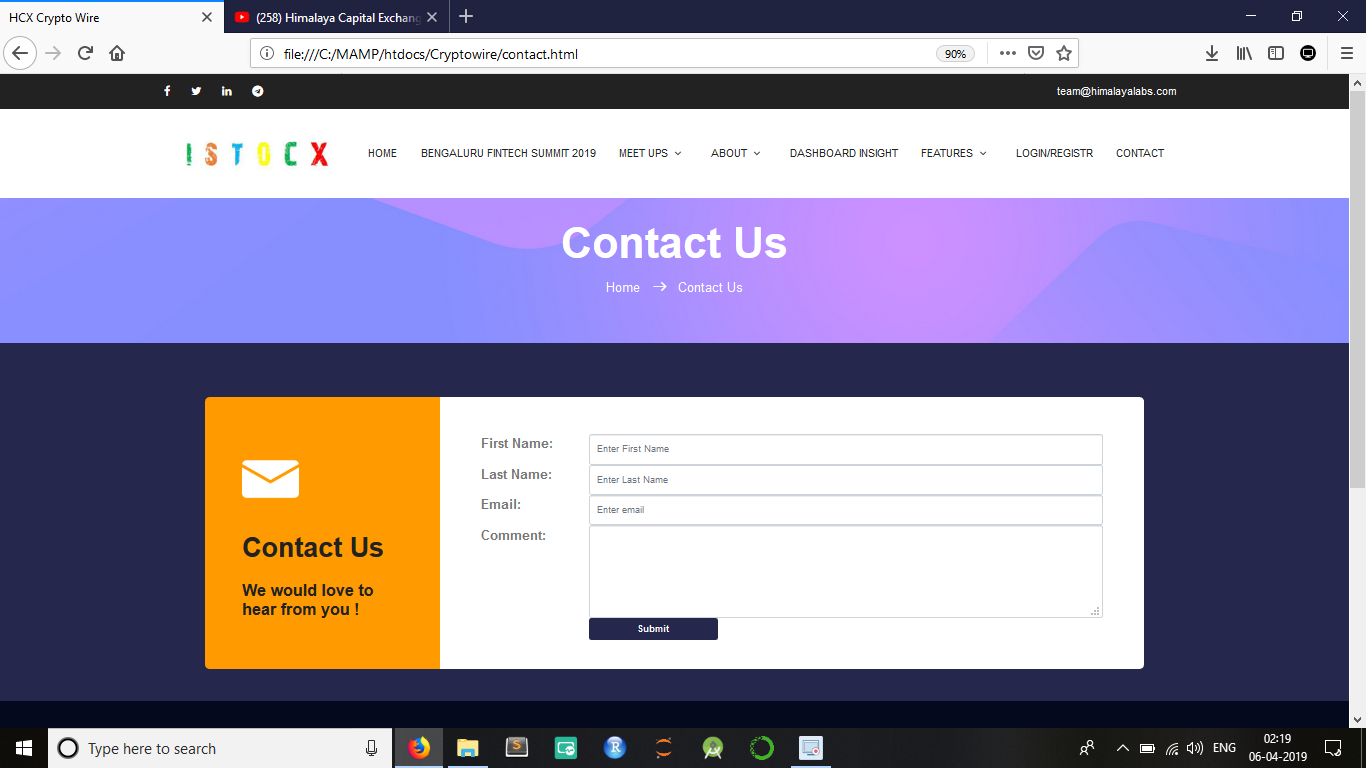 HCX Crypto Wire
(258) Himalaya Capital Exchang
file:///C:/MAMP/htdocs/Cryptowire/contact.html
90%
team@himalayalabs.com
ISTOCX
HOME
BENGALURU FINTECH SUMMIT 2019
MEET UPS
ABOUT
DASHBOARD INSIGHT
FEATURES
LOGIN/REGISTR
CONTACT
Contact Us
Home → Contact Us
Contact Us
We would love to
hear from you !
First Name:
Enter First Name
Last Name:
Enter Last Name
Email:
Enter email
Comment:
Submit
Type here to search
ENG
02:19
06-04-2019